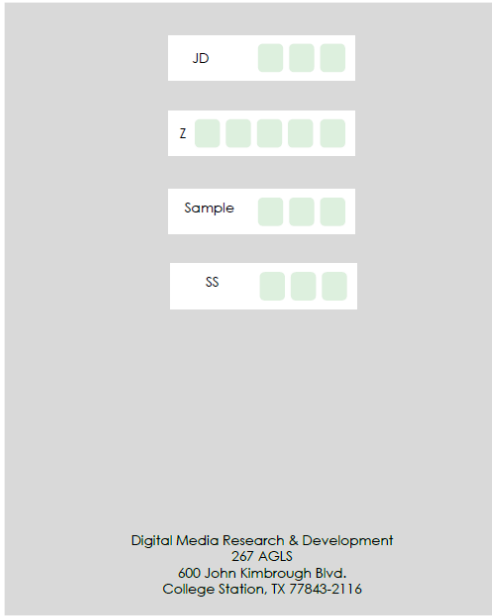 JD
Z
Sample
SS
Digital Media Research & Development
267 AGLS
600 John Kimbrough Blvd.
College Station, TX 77843-2116